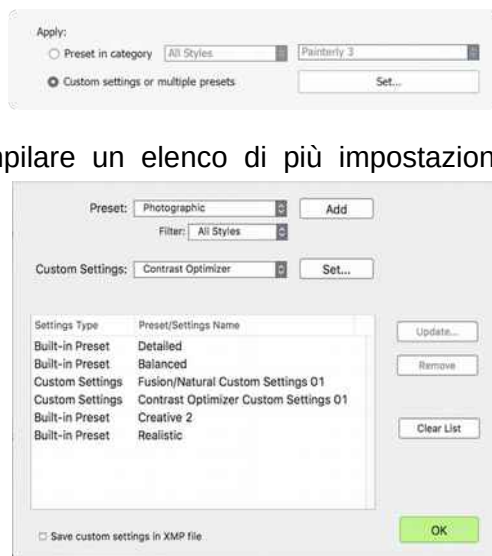 Apply:
Preset in category All Styles Painterly 3
Custom settings or multiple presets Set...
npilare un elenco di più impostazion
Preset: Photographic Add
Filter: All Styles
Custom Settings: Contrast Optimizer Set...
Settings Type Preset/Settings Name
Update...
Built-in Preset Detailed
Built-in Preset Balanced
Remove
Custom Settings Fusion/Natural Custom Settings 01
Custom Settings Contrast Optimizer Custom Settings 01
Built-in Preset Creative 2
Clear List
Built-in Preset Realistic
Save custom settings in XMP file OK